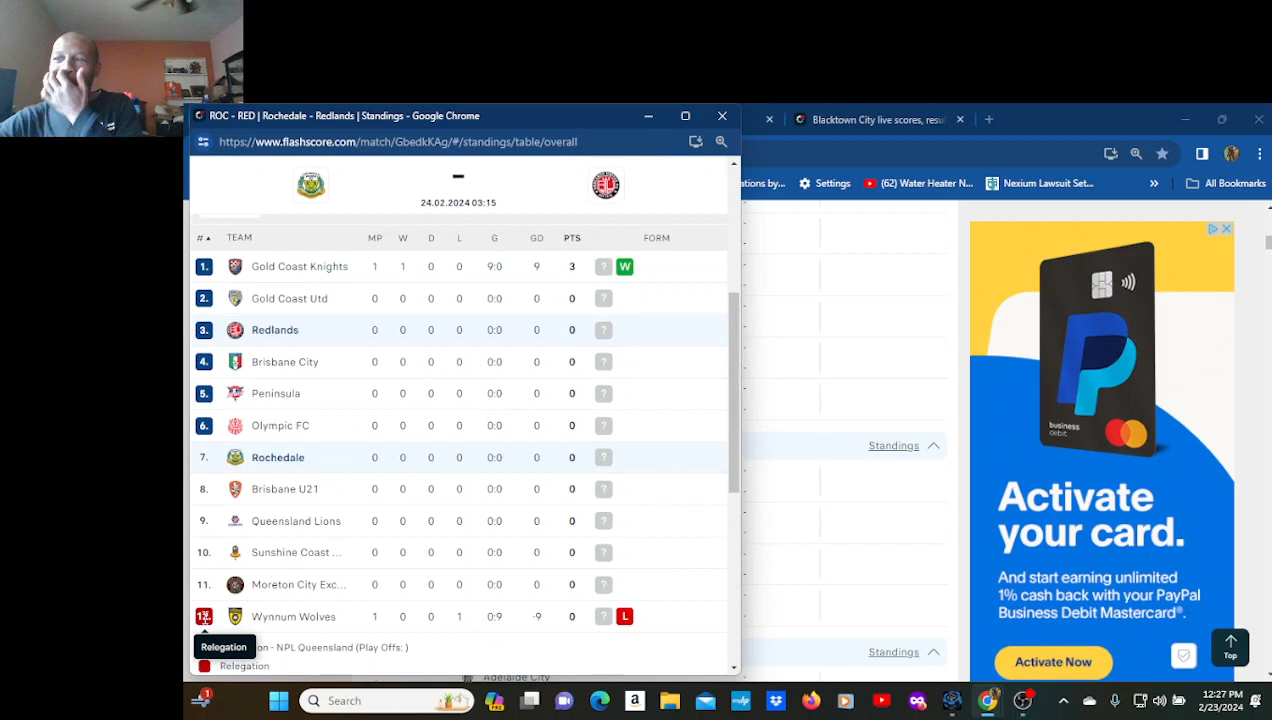 ROC - RED | Rochedale - Redlands | Standings - Google Chrome
Blacktown City live scores, resu
https://www.flashscore.com/match/GbedkKAg/#/standings/table/overall
ations by...
Settings
(62) Water Heater N...
Nexium Lawsuit Set...
»
All Bookmarks
-
24.02.2024 03:15
# TEAM MP W D L G GD PTS FORM
1. Gold Coast Knights 1 1 0 0 9:0 9 3 ? W
2. Gold Coast Utd 0 0 0 0 0:0 0 0 ?
3. Redlands 0 0 0 0 0:0 0 0 ?
4. Brisbane City 0 0 0 0 0:0 0 0 ?
5. Peninsula 0 0 0 0 0:0 0 0 ?
6. Olympic FC 0 0 0 0 0:0 0 0 ?
7. Rochedale 0 0 0 0 0:0 0 0 ?
8. Brisbane U21 0 0 0 0 0:0 0 0 ?
9. Queensland Lions 0 0 0 0 0:0 0 0 ?
10. Sunshine Coast ... 0 0 0 0 0:0 0 0 ?
11. Moreton City Exc... 0 0 0 0 0:0 0 0 ?
Wynnum Wolves 1 0 0 1 0:9 -9 0 ? L
Relegation
on - NPL Queensland (Play Offs: )
Relegation
Adelaide City
Standings
Standings
business
debit
Activate
your card.
And start earning unlimited
1% cash back with your PayPal
Business Debit Mastercard®.
Activate Now
Top
1
Search
PRE
12:27 PM
2/23/2024